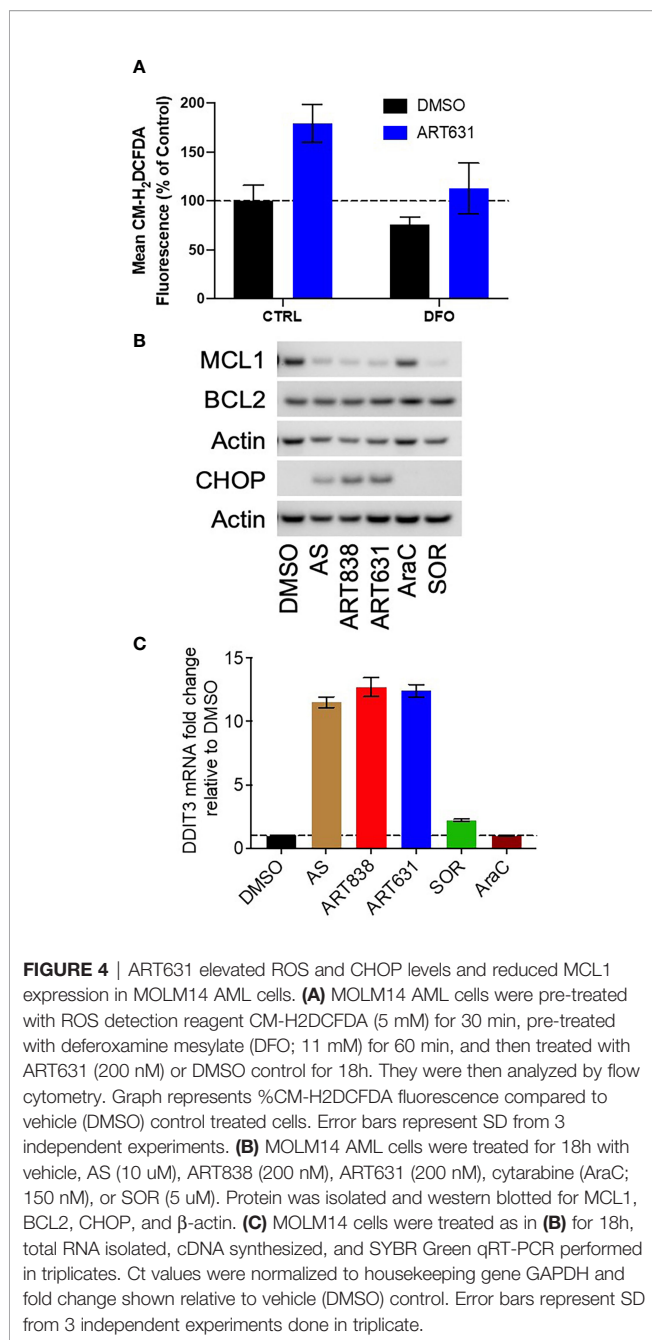 A
Mean CM-H2DCFDA
Fluorescence (% of Control)
200
150
100
50
0
DMSO
ART631
CTRL
DFO
B
MCL1
BCL2
Actin
CHOP
Actin
DMSO
AS
ART838
ART631
AraC
SOR
C
DDIT3 mRNA fold change
relative to DMSO
15
10
5
0
DMSO
AS
ART838
ART631
SOR
AraC
FIGURE 4 | ART631 elevated ROS and CHOP levels and reduced MCL1
expression in MOLM14 AML cells. (A) MOLM14 AML cells were pre-treated
with ROS detection reagent CM-H2DCFDA (5 mM) for 30 min, pre-treated
with deferoxamine mesylate (DFO; 11 mM) for 60 min, and then treated with
ART631 (200 nM) or DMSO control for 18h. They were then analyzed by flow
cytometry. Graph represents %CM-H2DCFDA fluorescence compared to
vehicle (DMSO) control treated cells. Error bars represent SD from 3
independent experiments. (B) MOLM14 AML cells were treated for 18h with
vehicle, AS (10 uM), ART838 (200 nM), ART631 (200 nM), cytarabine (AraC;
150 nM), or SOR (5 uM). Protein was isolated and western blotted for MCL1,
BCL2, CHOP, and β-actin. (C) MOLM14 cells were treated as in (B) for 18h,
total RNA isolated, cDNA synthesized, and SYBR Green qRT-PCR performed
in triplicates. Ct values were normalized to housekeeping gene GAPDH and
fold change shown relative to vehicle (DMSO) control. Error bars represent SD
from 3 independent experiments done in triplicate.